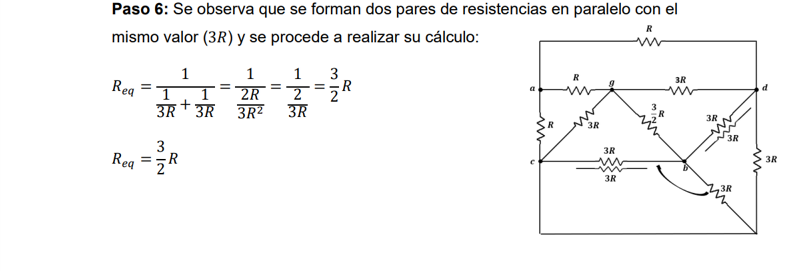 Paso 6: Se observa que se forman dos pares de resistencias en paralelo con el
mismo valor (3R) y se procede a realizar su cálculo:
R_eq = 1/(1/3R + 1/3R) = 1/(2R/3R²) = 1/(2/3R) = 3/2 R
R_eq = 3/2 R
R
R
3R
a
g
d
R
3R
3/2 R
3R
3R
3R
c
3R
3R
b
3R